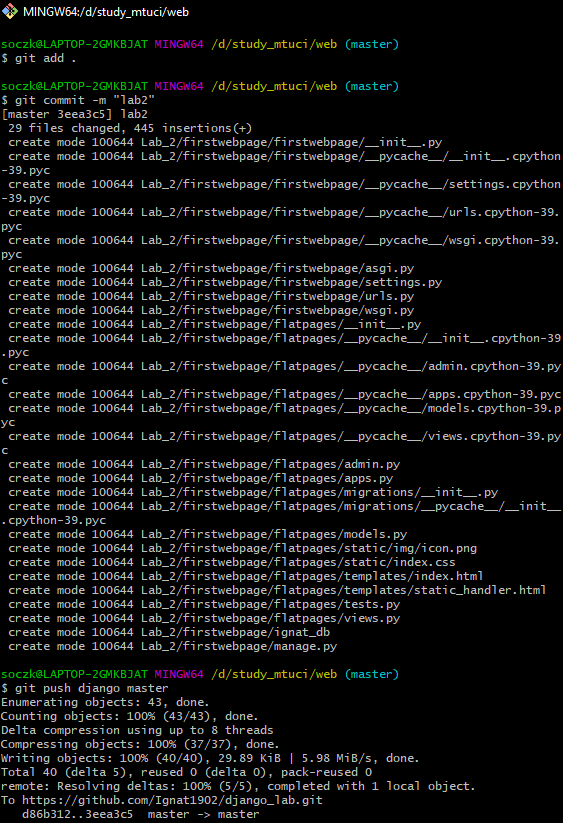 MINGW64:/d/study_mtuci/web
soczk@LAPTOP-2GMKBJAT MINGW64 /d/study_mtuci/web (master)
$ git add .
soczk@LAPTOP-2GMKBJAT MINGW64 /d/study_mtuci/web (master)
$ git commit -m "lab2"
[master 3eea3c5] lab2
 29 files changed, 445 insertions(+)
 create mode 100644 Lab_2/firstwebpage/firstwebpage/__init__.py
 create mode 100644 Lab_2/firstwebpage/firstwebpage/__pycache__/__init__.cpython
-39.pyc
 create mode 100644 Lab_2/firstwebpage/firstwebpage/__pycache__/settings.cpython
-39.pyc
 create mode 100644 Lab_2/firstwebpage/firstwebpage/__pycache__/urls.cpython-39.
pyc
 create mode 100644 Lab_2/firstwebpage/firstwebpage/__pycache__/wsgi.cpython-39.
pyc
 create mode 100644 Lab_2/firstwebpage/firstwebpage/asgi.py
 create mode 100644 Lab_2/firstwebpage/firstwebpage/settings.py
 create mode 100644 Lab_2/firstwebpage/firstwebpage/urls.py
 create mode 100644 Lab_2/firstwebpage/firstwebpage/wsgi.py
 create mode 100644 Lab_2/firstwebpage/flatpages/__init__.py
 create mode 100644 Lab_2/firstwebpage/flatpages/__pycache__/__init__.cpython-39
.pyc
 create mode 100644 Lab_2/firstwebpage/flatpages/__pycache__/admin.cpython-39.py
c
 create mode 100644 Lab_2/firstwebpage/flatpages/__pycache__/apps.cpython-39.pyc
 create mode 100644 Lab_2/firstwebpage/flatpages/__pycache__/models.cpython-39.p
yc
 create mode 100644 Lab_2/firstwebpage/flatpages/__pycache__/views.cpython-39.py
c
 create mode 100644 Lab_2/firstwebpage/flatpages/admin.py
 create mode 100644 Lab_2/firstwebpage/flatpages/apps.py
 create mode 100644 Lab_2/firstwebpage/flatpages/migrations/__init__.py
 create mode 100644 Lab_2/firstwebpage/flatpages/migrations/__pycache__/__init__
.cpython-39.pyc
 create mode 100644 Lab_2/firstwebpage/flatpages/models.py
 create mode 100644 Lab_2/firstwebpage/flatpages/static/img/icon.png
 create mode 100644 Lab_2/firstwebpage/flatpages/static/index.css
 create mode 100644 Lab_2/firstwebpage/flatpages/templates/index.html
 create mode 100644 Lab_2/firstwebpage/flatpages/templates/static_handler.html
 create mode 100644 Lab_2/firstwebpage/flatpages/tests.py
 create mode 100644 Lab_2/firstwebpage/flatpages/views.py
 create mode 100644 Lab_2/firstwebpage/ignat_db
 create mode 100644 Lab_2/firstwebpage/manage.py
soczk@LAPTOP-2GMKBJAT MINGW64 /d/study_mtuci/web (master)
$ git push django master
Enumerating objects: 43, done.
Counting objects: 100% (43/43), done.
Delta compression using up to 8 threads
Compressing objects: 100% (37/37), done.
Writing objects: 100% (40/40), 29.89 KiB | 5.98 MiB/s, done.
Total 40 (delta 5), reused 0 (delta 0), pack-reused 0
remote: Resolving deltas: 100% (5/5), completed with 1 local object.
To https://github.com/Ignat1902/django_lab.git
   d86b312..3eea3c5  master -> master